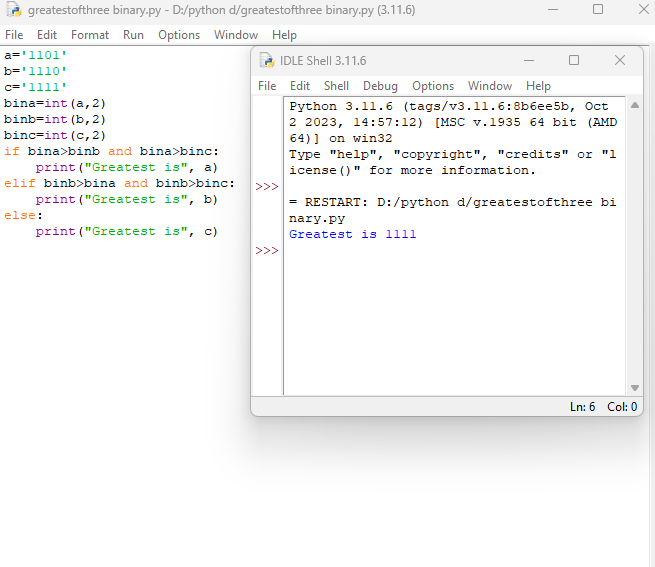 greatestofthree binary.py - D:/python d/greatestofthree binary.py (3.11.6)
File Edit Format Run Options Window Help
a='1101'
b='1110'
c='1111'
bina=int(a,2)
binb=int(b,2)
binc=int(c,2)
if bina>binb and bina>binc:
    print("Greatest is", a)
elif binb>bina and binb>binc:
    print("Greatest is", b)
else:
    print("Greatest is", c)
IDLE Shell 3.11.6
File Edit Shell Debug Options Window Help
Python 3.11.6 (tags/v3.11.6:8b6ee5b, Oct
2 2023, 14:57:12) [MSC v.1935 64 bit (AMD
64)] on win32
Type "help", "copyright", "credits" or "l
icense()" for more information.
>>>
= RESTART: D:/python d/greatestofthree bi
nary.py
Greatest is 1111
>>>
Ln: 6 Col: 0